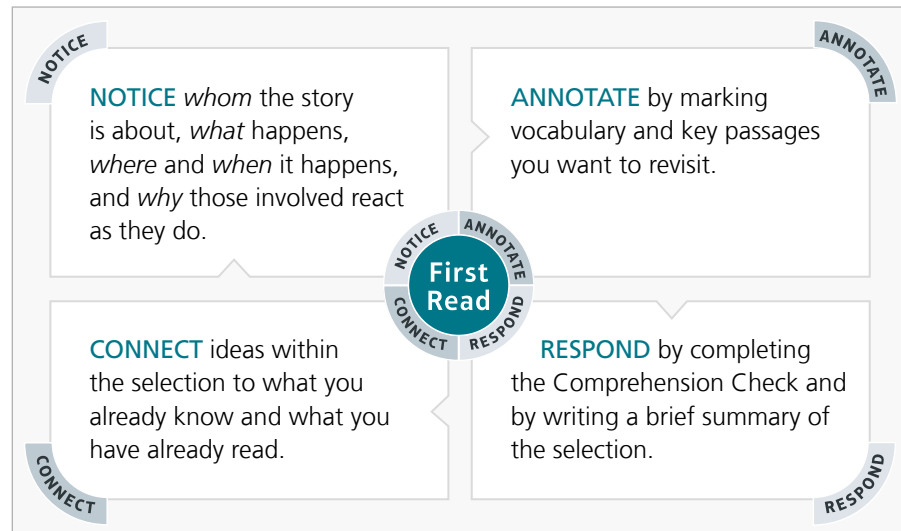 NOTICE
ANNOTATE
NOTICE whom the story
is about, what happens,
where and when it happens,
and why those involved react
as they do.
ANNOTATE by marking
vocabulary and key passages
you want to revisit.
NOTICE
ANNOTATE
First
Read
CONNECT
RESPOND
CONNECT ideas within
the selection to what you
already know and what you
have already read.
RESPOND by completing
the Comprehension Check and
by writing a brief summary of
the selection.
CONNECT
RESPOND